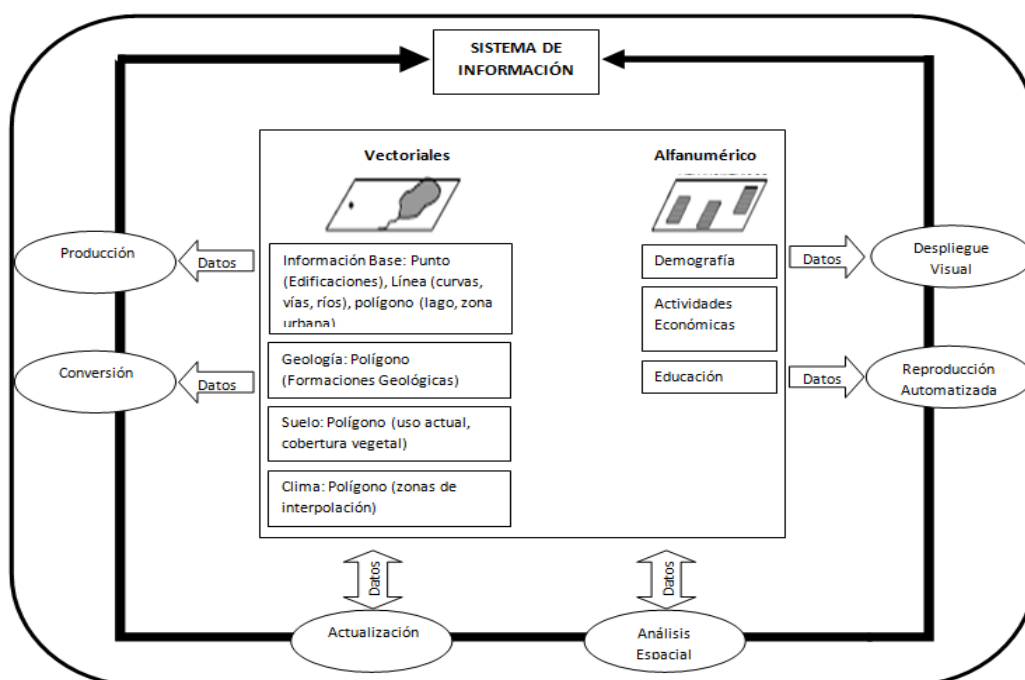 SISTEMA DE
INFORMACIÓN
Vectoriales
Alfanumérico
Producción
Datos
Información Base: Punto
(Edificaciones), Línea (curvas,
vías, ríos), polígono (lago, zona
urbana)
Demografía
Datos
Despliegue
Visual
Actividades
Económicas
Conversión
Datos
Geología: Polígono
(Formaciones Geológicas)
Educación
Datos
Reproducción
Automatizada
Suelo: Polígono (uso actual,
cobertura vegetal)
Clima: Polígono (zonas de
interpolación)
Datos
Datos
Actualización
Análisis
Espacial